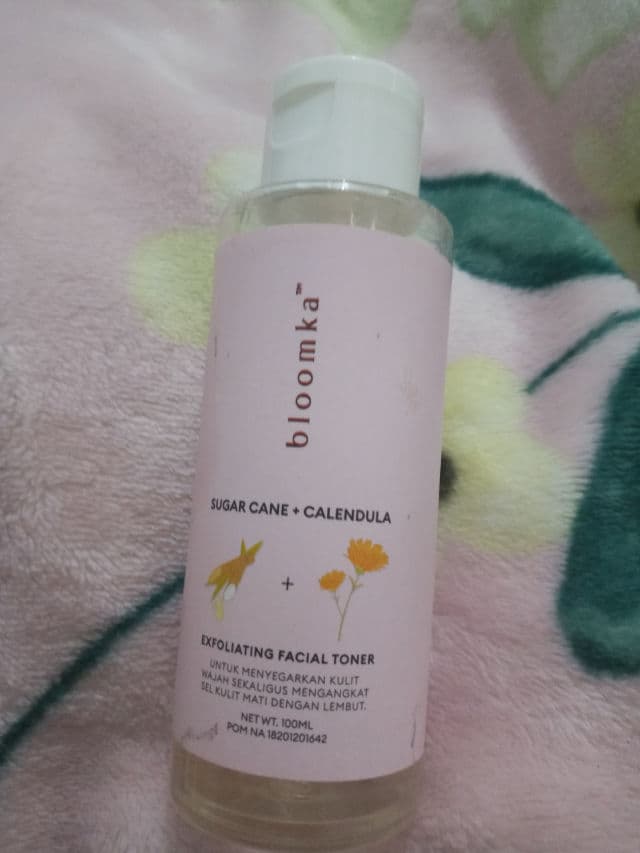 bloomka™
SUGAR CANE + CALENDULA
+
EXFOLIATING FACIAL TONER
UNTUK MENYEGARKAN KULIT
WAJAH SEKALIGUS MENGANGKAT
SEL KULIT MATI DENGAN LEMBUT.
NET WT. 100ML
POM NA 18201201642